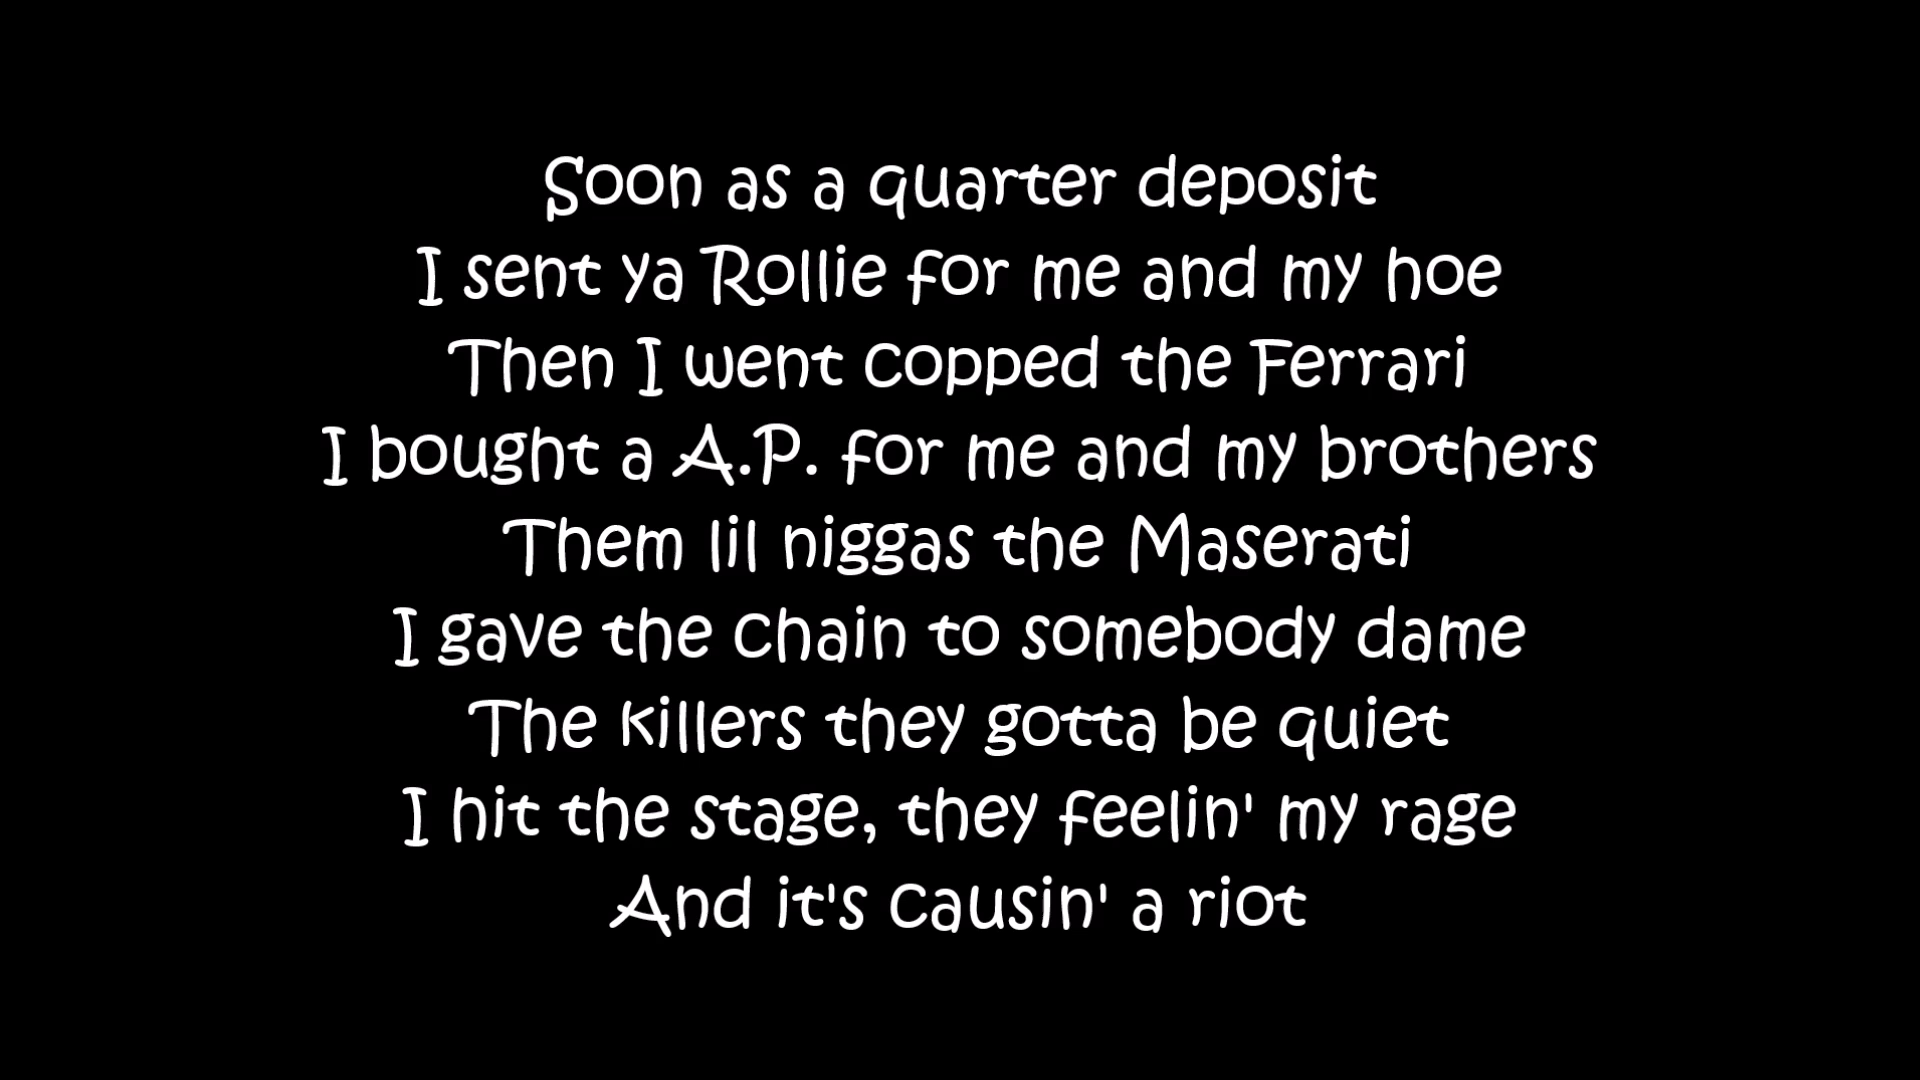 Soon as a quarter deposit
I sent ya Rollie for me and my hoe
Then I went copped the Ferrari
I bought a A.P. for me and my brothers
Them lil niggas the Maserati
I gave the chain to somebody dame
The killers they gotta be quiet
I hit the stage, they feelin' my rage
And it's causin' a riot